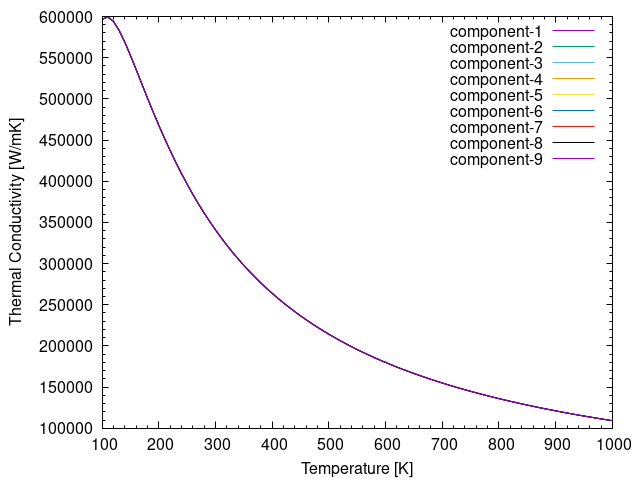 600000
550000
500000
450000
400000
350000
300000
250000
200000
150000
100000
Thermal Conductivity [W/mK]
component-1
component-2
component-3
component-4
component-5
component-6
component-7
component-8
component-9
100 200 300 400 500 600 700 800 900 1000
Temperature [K]